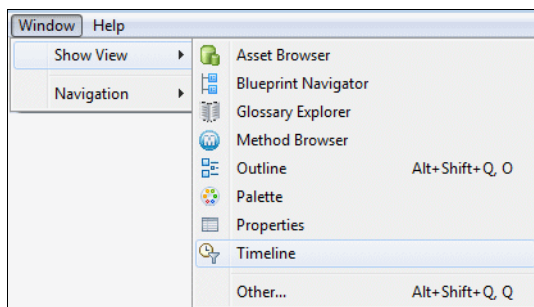 Window Help
Show View
Navigation
Asset Browser
Blueprint Navigator
Glossary Explorer
Method Browser
Outline Alt+Shift+Q, O
Palette
Properties
Timeline
Other... Alt+Shift+Q, Q